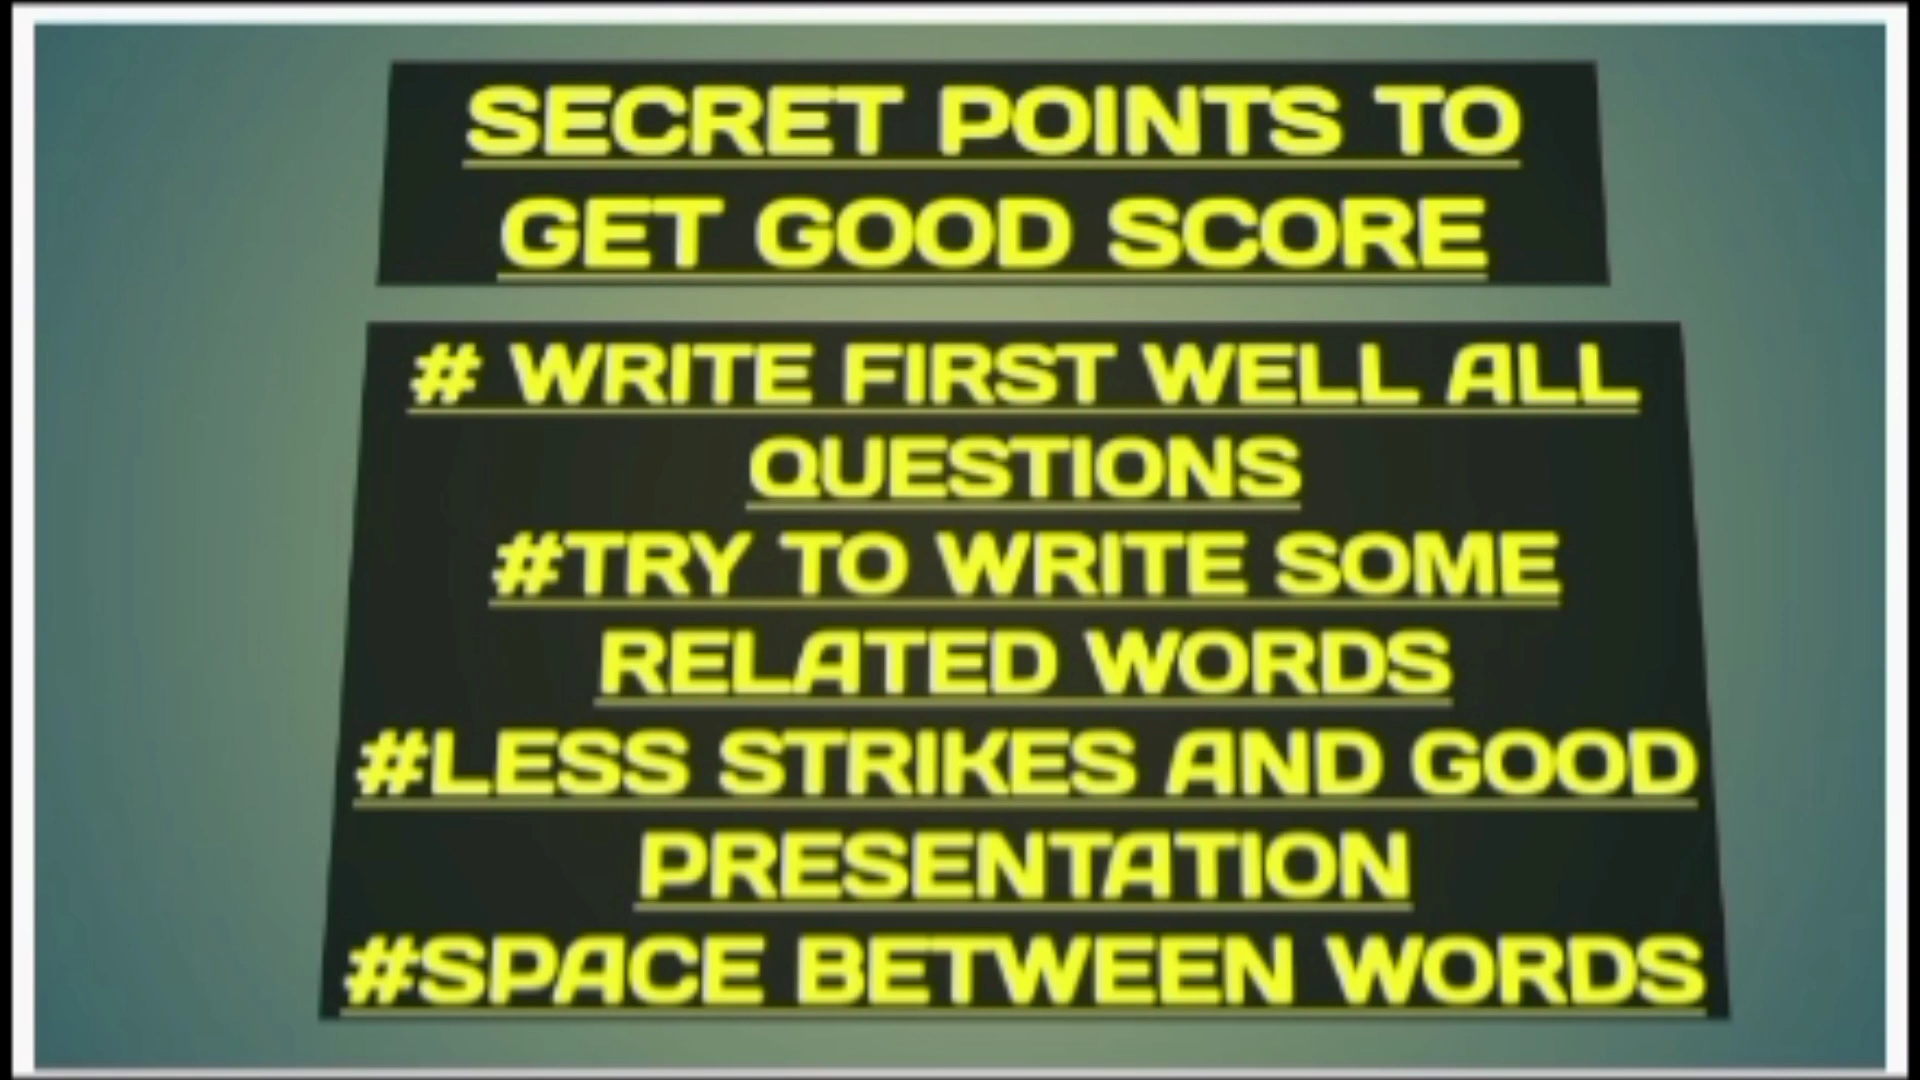 SECRET POINTS TO
GET GOOD SCORE
# WRITE FIRST WELL ALL
QUESTIONS
#TRY TO WRITE SOME
RELATED WORDS
#LESS STRIKES AND GOOD
PRESENTATION
#SPACE BETWEEN WORDS